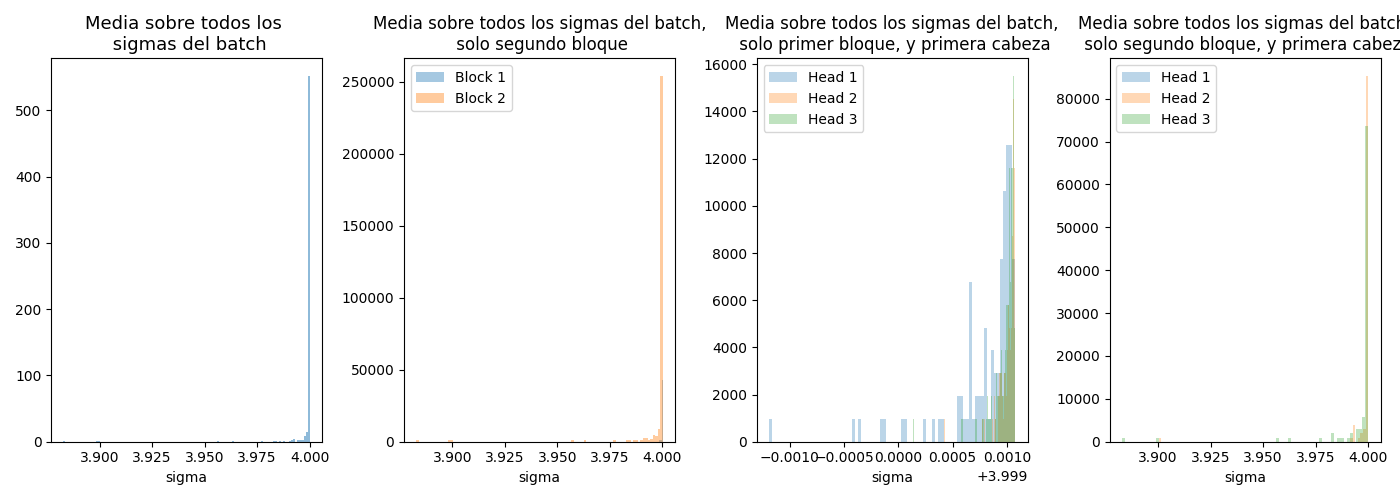 Media sobre todos los
sigmas del batch
500
400
300
200
100
0
3.900
3.925
3.950
3.975
4.000
sigma
Media sobre todos los sigmas del batch,
solo segundo bloque
Block 1
Block 2
250000
200000
150000
100000
50000
0
3.900
3.925
3.950
3.975
4.000
sigma
Media sobre todos los sigmas del batch,
solo primer bloque, y primera cabeza
Head 1
Head 2
Head 3
16000
14000
12000
10000
8000
6000
4000
2000
0
−0.0010
−0.0005
0.0000
0.0005
0.0010
+3.999
sigma
Media sobre todos los sigmas del batch
solo segundo bloque, y primera cabez
Head 1
Head 2
Head 3
80000
70000
60000
50000
40000
30000
20000
10000
0
3.900
3.925
3.950
3.975
4.000
sigma